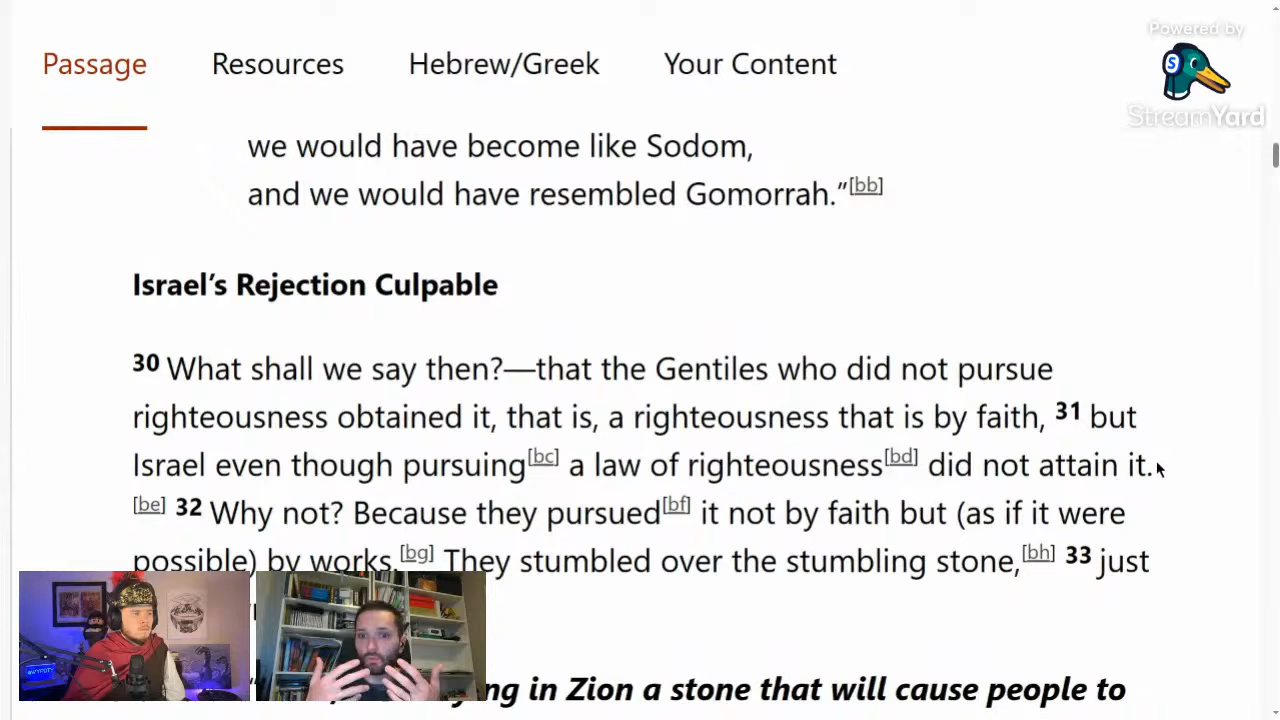 Powered by
StreamYard
Passage Resources Hebrew/Greek Your Content
we would have become like Sodom,
and we would have resembled Gomorrah.”[bb]
Israel’s Rejection Culpable
30 What shall we say then?—that the Gentiles who did not pursue
righteousness obtained it, that is, a righteousness that is by faith, 31 but
Israel even though pursuing[bc] a law of righteousness[bd] did not attain it.
[be] 32 Why not? Because they pursued[bf] it not by faith but (as if it were
possible) by works.[bg] They stumbled over the stumbling stone,[bh] 33 just
in Zion a stone that will cause people to